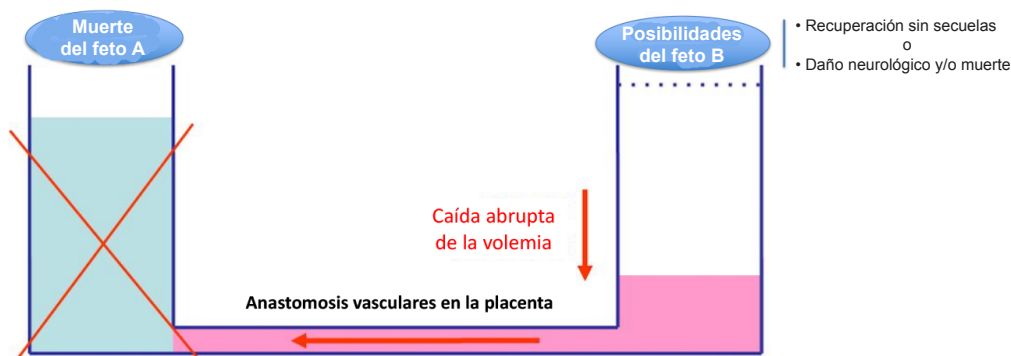 Muerte
del feto A
Posibilidades
del feto B
• Recuperación sin secuelas
o
• Daño neurológico y/o muerte
Caída abrupta
de la volemia
Anastomosis vasculares en la placenta